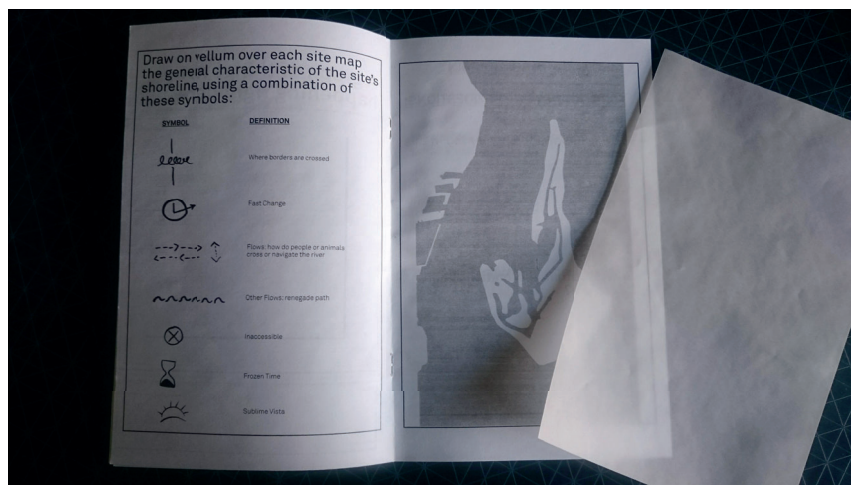 Draw on vellum over each site map
the general characteristic of the site's
shoreline, using a combination of
these symbols:
SYMBOL DEFINITION
Where borders are crossed
Fast Change
Flows: how do people or animals
cross or navigate the river
Other Flows: renegade path
Inaccessible
Frozen Time
Sublime Vista